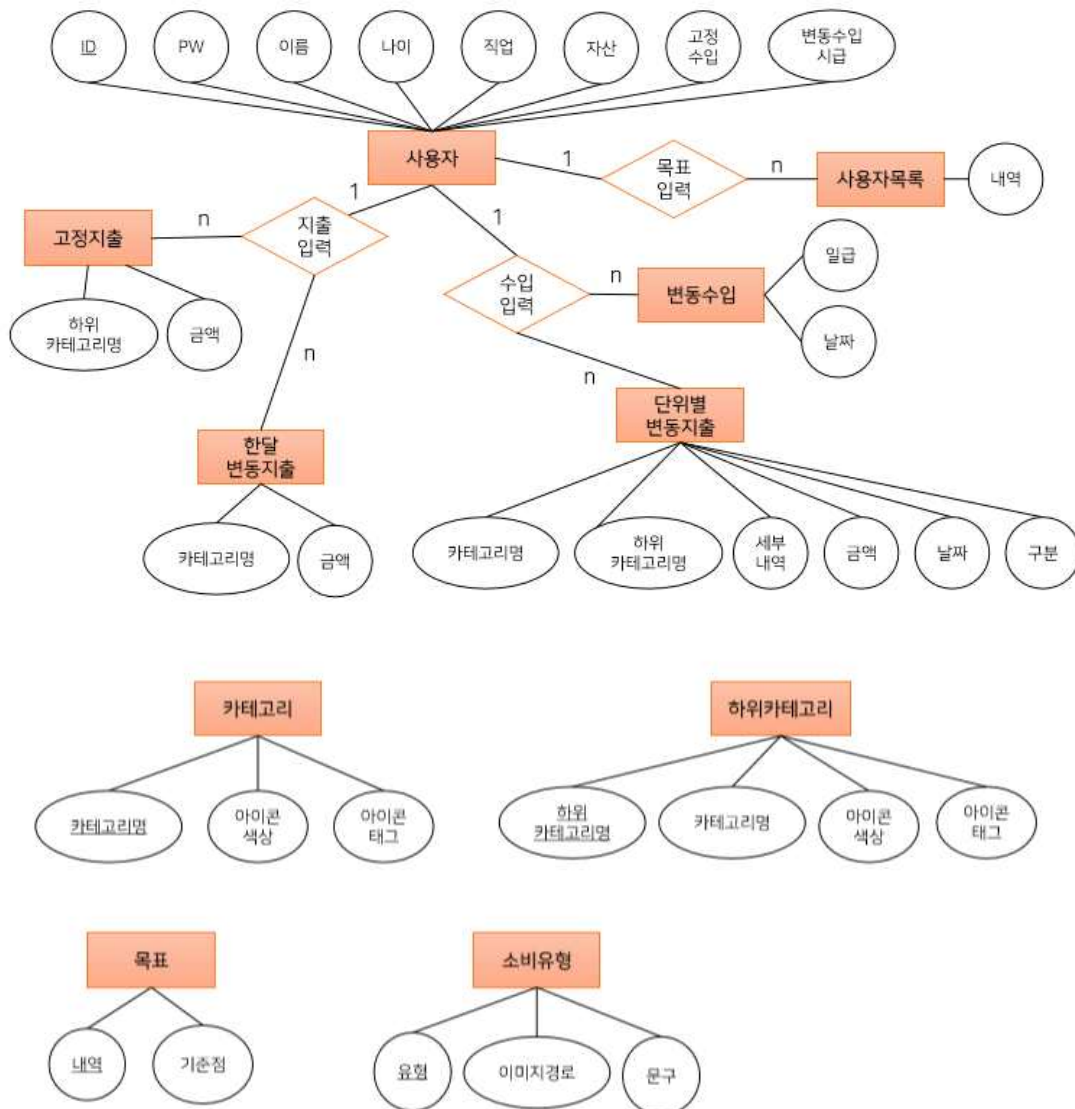 ID
PW
이름
나이
직업
자산
고정
수입
변동수입
시급
사용자
1
목표
입력
n
사용자목록
내역
1
지출
입력
n
고정지출
1
수입
입력
n
변동수입
일급
날짜
하위
카테고리명
금액
n
n
단위별
변동지출
한달
변동지출
카테고리명
금액
카테고리명
하위
카테고리명
세부
내역
금액
날짜
구분
카테고리
하위카테고리
카테고리명
아이콘
색상
아이콘
태그
하위
카테고리명
카테고리명
아이콘
색상
아이콘
태그
목표
소비유형
내역
기준점
유형
이미지경로
문구